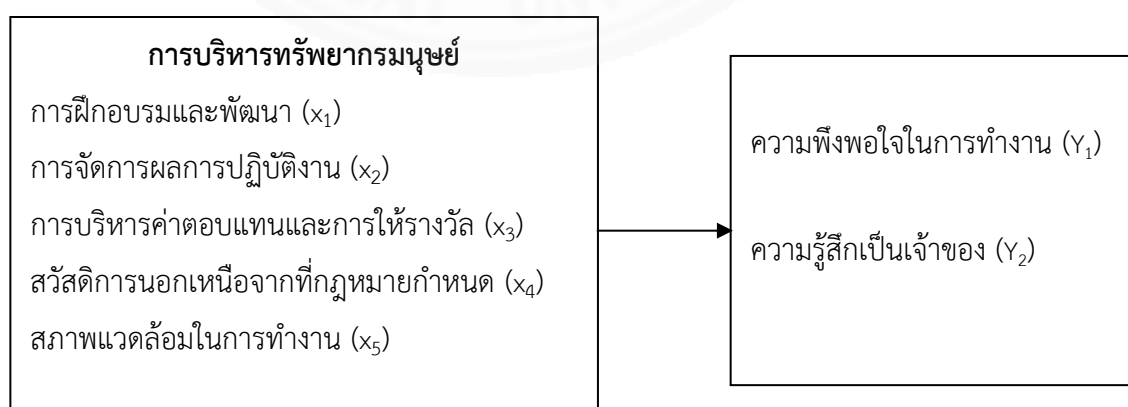 การบริหารทรัพยากรมนุษย์
การฝึกอบรมและพัฒนา (x₁)
การจัดการผลการปฏิบัติงาน (x₂)
การบริหารค่าตอบแทนและการให้รางวัล (x₃)
สวัสดิการนอกเหนือจากที่กฎหมายกำหนด (x₄)
สภาพแวดล้อมในการทำงาน (x₅)
ความพึงพอใจในการทำงาน (Y₁)
ความรู้สึกเป็นเจ้าของ (Y₂)